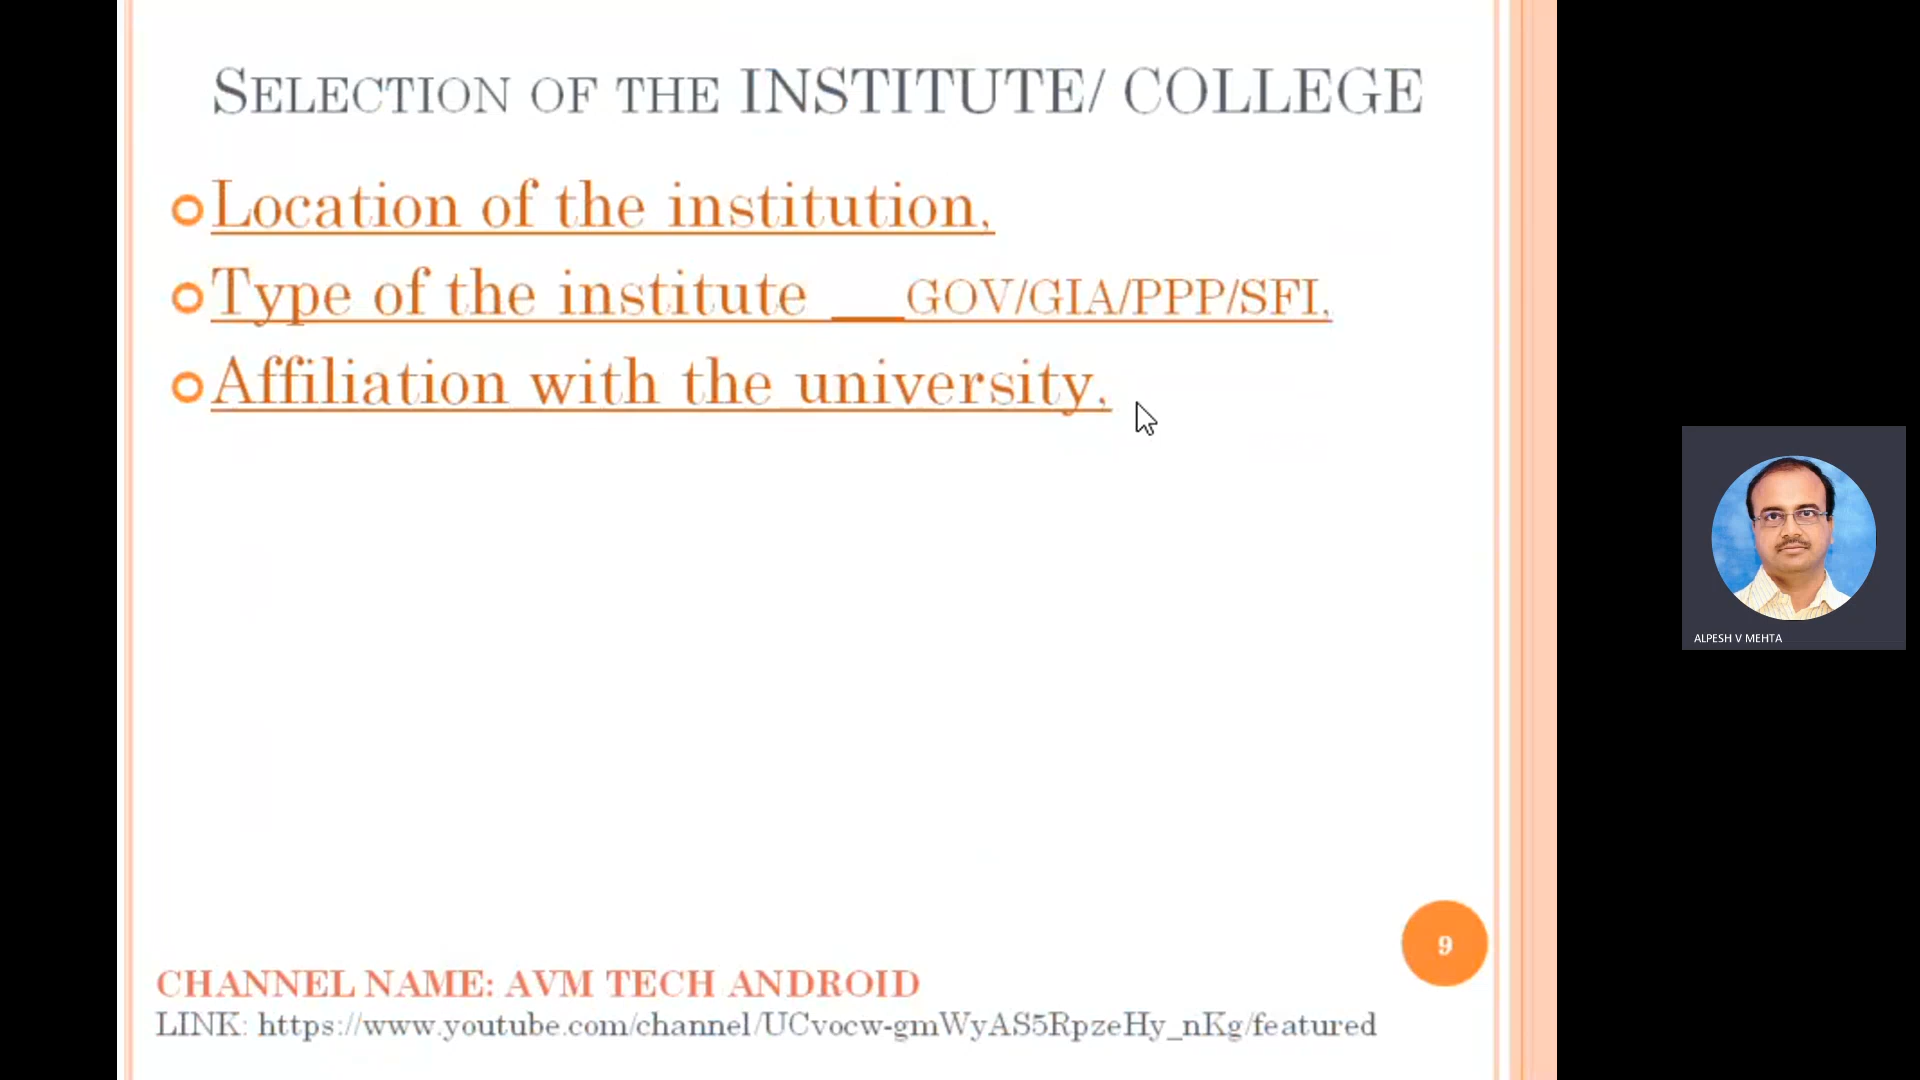 SELECTION OF THE INSTITUTE/ COLLEGE
Location of the institution,
Type of the institute __GOV/GIA/PPP/SFI,
Affiliation with the university,
9
CHANNEL NAME: AVM TECH ANDROID
LINK: https://www.youtube.com/channel/UCvocw-gmWyAS5RpzeHy_nKg/featured
ALPESH V MEHTA